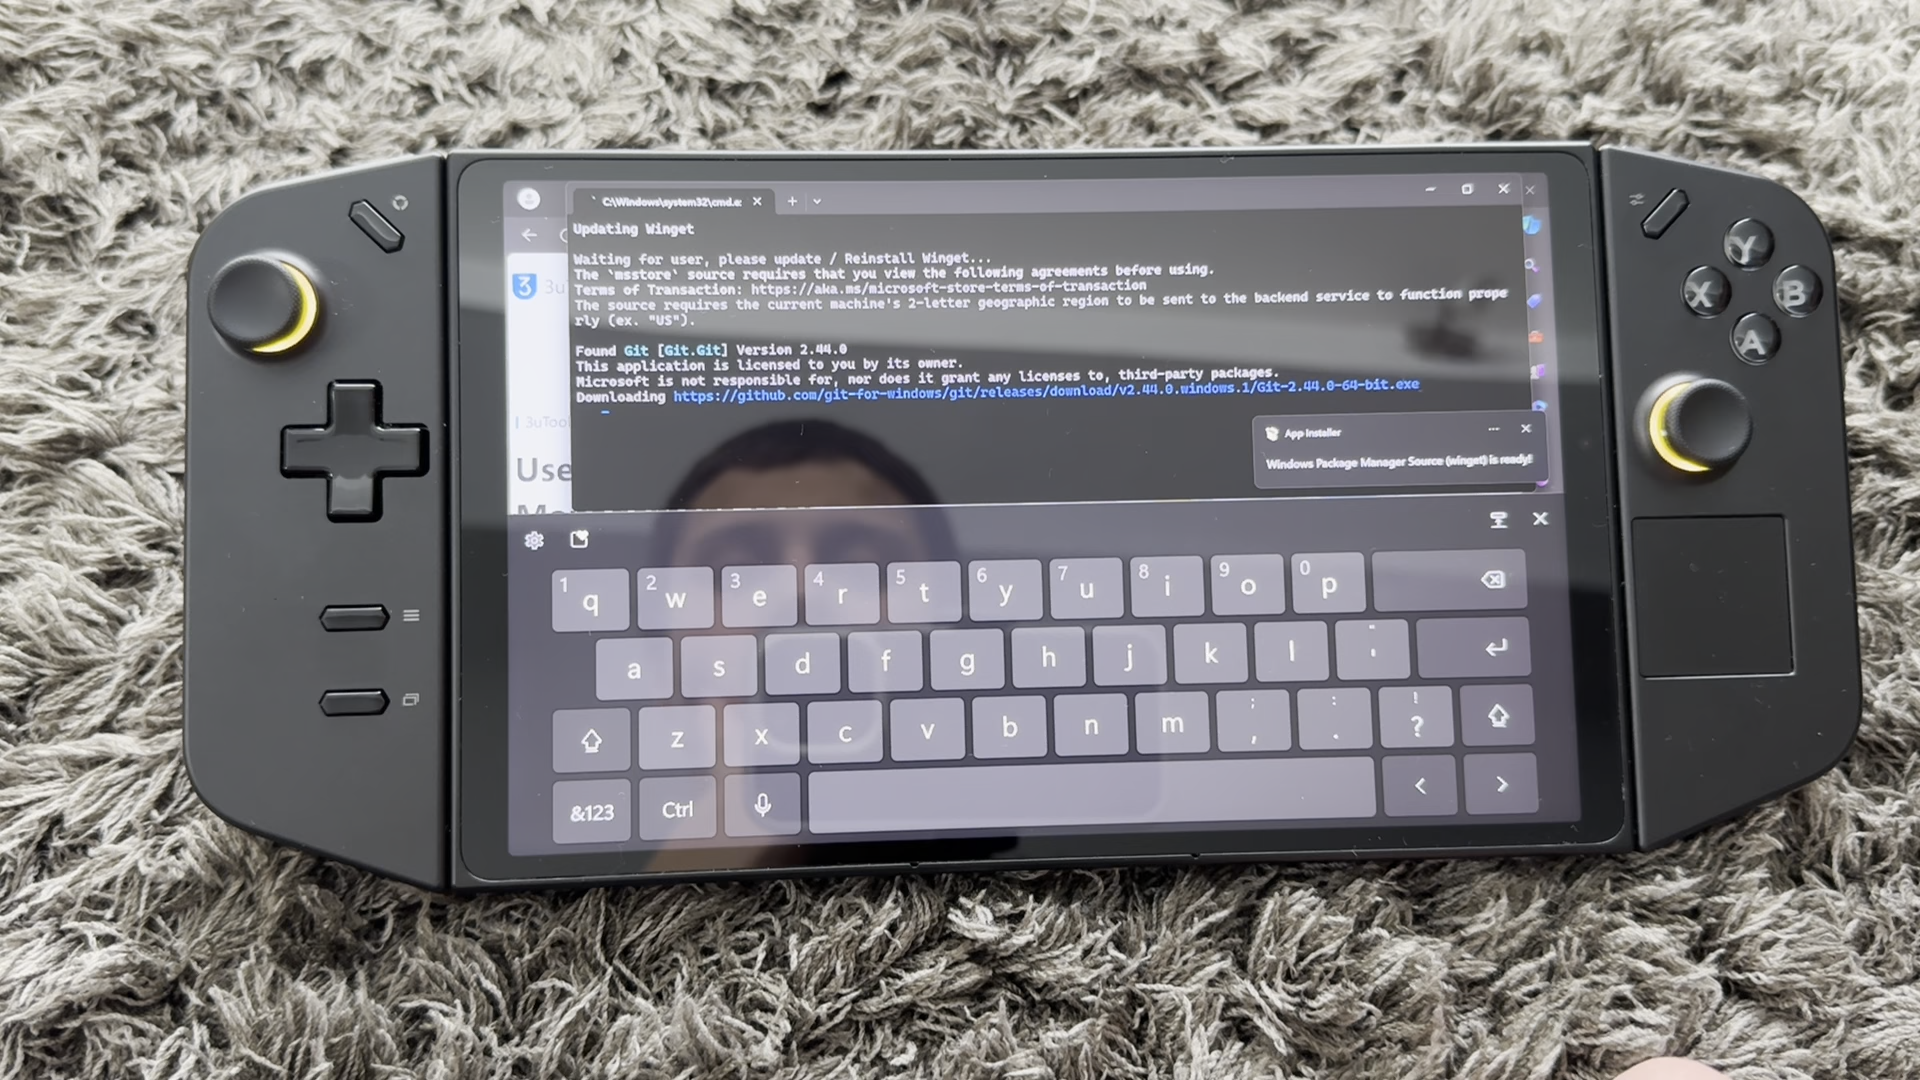 C:\Windows\system32\cmd.e:
Updating Winget
Waiting for user, please update / Reinstall Winget...
The `msstore` source requires that you view the following agreements before using.
Terms of Transaction: https://aka.ms/microsoft-store-terms-of-transaction
The source requires the current machine's 2-letter geographic region to be sent to the backend service to function prope
rly (ex. "US").
Found Git [Git.Git] Version 2.44.0
This application is licensed to you by its owner.
Microsoft is not responsible for, nor does it grant any licenses to, third-party packages.
Downloading https://github.com/git-for-windows/git/releases/download/v2.44.0.windows.1/Git-2.44.0-64-bit.exe
3u
3uTool
Use
App Installer
Windows Package Manager Source (winget) is ready!
1 q 2 w 3 e 4 r 5 t 6 y 7 u 8 i 9 o 0 p
a s d f g h j k l " '
z x c v b n m ; , : . ! ?
&123 Ctrl < >
Y
X B
A